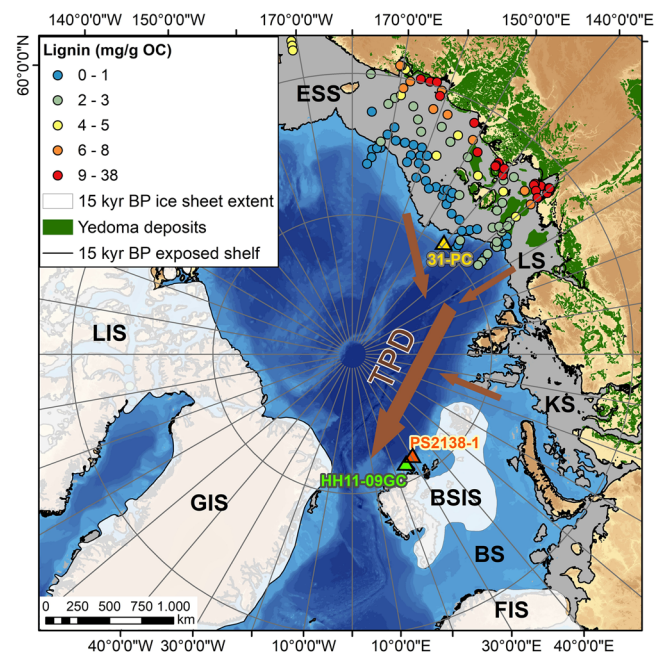 140°0'0"W 150°0'0"W 170°0'0"W 170°0'0"E 150°0'0"E 140°0'0"E
60°0'0"N
Lignin (mg/g OC)
0 - 1
2 - 3
4 - 5
6 - 8
9 - 38
15 kyr BP ice sheet extent
Yedoma deposits
15 kyr BP exposed shelf
ESS
31-PC
LS
LIS
TPD
KS
PS2138-1
HH11-09GC
GIS
BSIS
BS
FIS
0 250 500 750 1.000
km
40°0'0"W 30°0'0"W 10°0'0"W 10°0'0"E 30°0'0"E 40°0'0"E